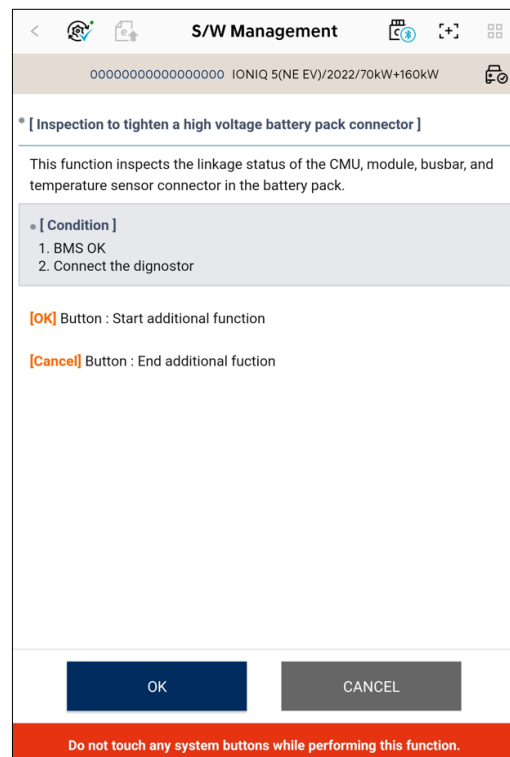 S/W Management
00000000000000000 IONIQ 5(NE EV)/2022/70kW+160kW
[ Inspection to tighten a high voltage battery pack connector ]
This function inspects the linkage status of the CMU, module, busbar, and
temperature sensor connector in the battery pack.
[ Condition ]
1. BMS OK
2. Connect the dignostor
[OK] Button : Start additional function
[Cancel] Button : End additional fuction
OK
CANCEL
Do not touch any system buttons while performing this function.